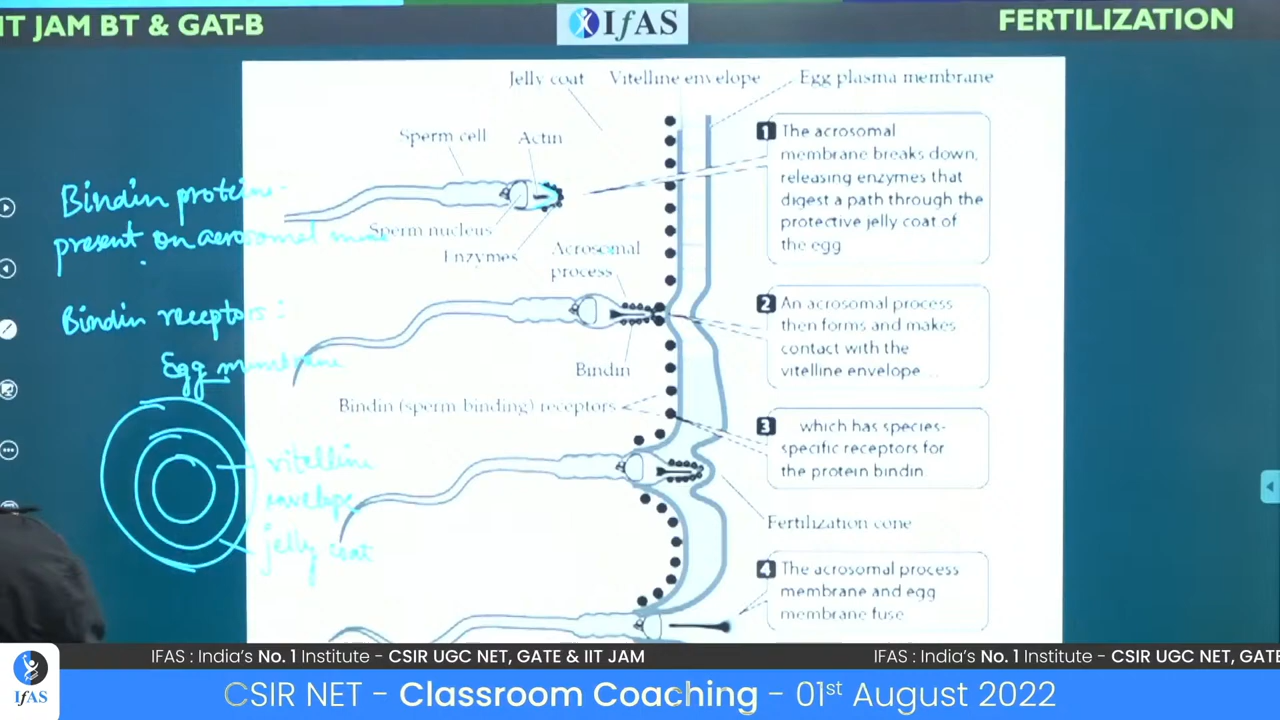 IIT JAM BT & GAT-B
IfAS
FERTILIZATION
Jelly coat
Vitelline envelope
Egg plasma membrane
Sperm cell
Actin
Sperm nucleus
Enzymes
Acrosomal
process
Bindin
Bindin (sperm-binding) receptors
Fertilization cone
1 The acrosomal
membrane breaks down,
releasing enzymes that
digest a path through the
protective jelly coat of
the egg
2 An acrosomal process
then forms and makes
contact with the
vitelline envelope...
3 which has species-
specific receptors for
the protein bindin
4 The acrosomal process
membrane and egg
membrane fuse
Bindin protein-
present on acrosomal
Bindin receptors:
Egg membrane
vitelline
envelope
jelly coat
IFAS : India's No. 1 Institute - CSIR UGC NET, GATE & IIT JAM
IFAS : India's No. 1 Institute - CSIR UGC NET, GATE
IfAS
CSIR NET - Classroom Coaching - 01st August 2022